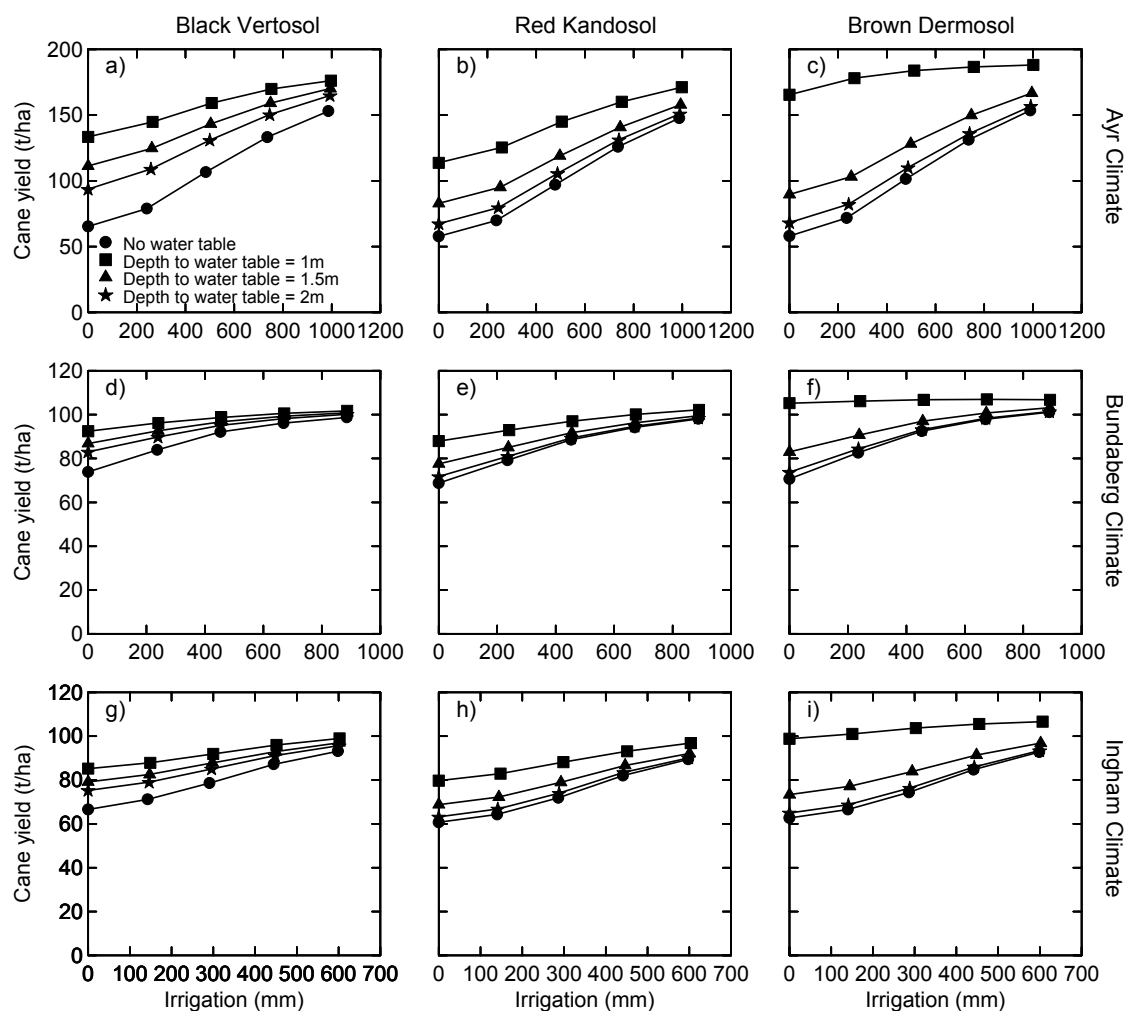 Black Vertosol
Red Kandosol
Brown Dermosol
200
150
100
50
0
Cane yield (t/ha)
a)
No water table
Depth to water table = 1m
Depth to water table = 1.5m
Depth to water table = 2m
0 200 400 600 800 1000 1200
b)
0 200 400 600 800 1000 1200
c)
0 200 400 600 800 1000 1200
Ayr Climate
120
100
80
60
40
20
0
Cane yield (t/ha)
d)
0 200 400 600 800 1000
e)
0 200 400 600 800 1000
f)
0 200 400 600 800 1000
Bundaberg Climate
120
100
80
60
40
20
0
Cane yield (t/ha)
g)
0 100 200 300 400 500 600 700
Irrigation (mm)
h)
0 100 200 300 400 500 600 700
Irrigation (mm)
i)
0 100 200 300 400 500 600 700
Irrigation (mm)
Ingham Climate